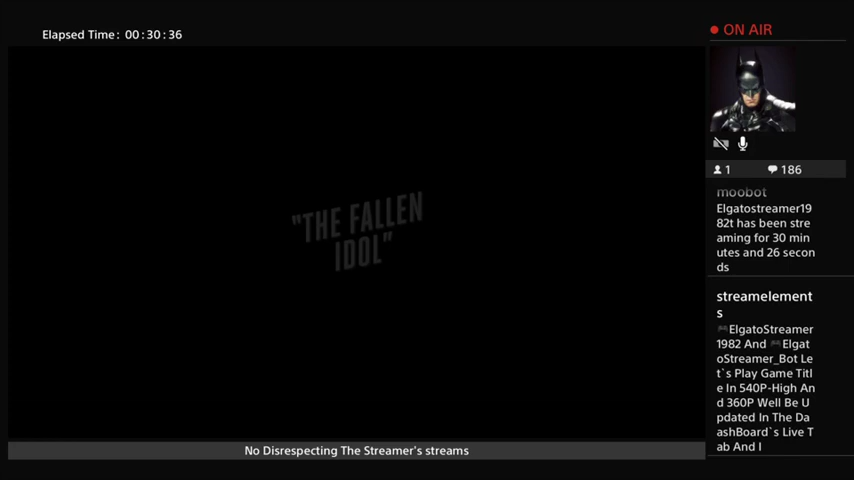 Elapsed Time: 00:30:36
ON AIR
"THE FALLEN
IDOL"
1 186
moobot
Elgatostreamer19
82t has been stre
aming for 30 min
utes and 26 secon
ds
streamelement
s
ElgatoStreamer
1982 And Elgat
oStreamer_Bot Le
t`s Play Game Titl
e In 540P-High An
d 360P Well Be U
pdated In The Da
ashBoard`s Live T
ab And I
No Disrespecting The Streamer's streams